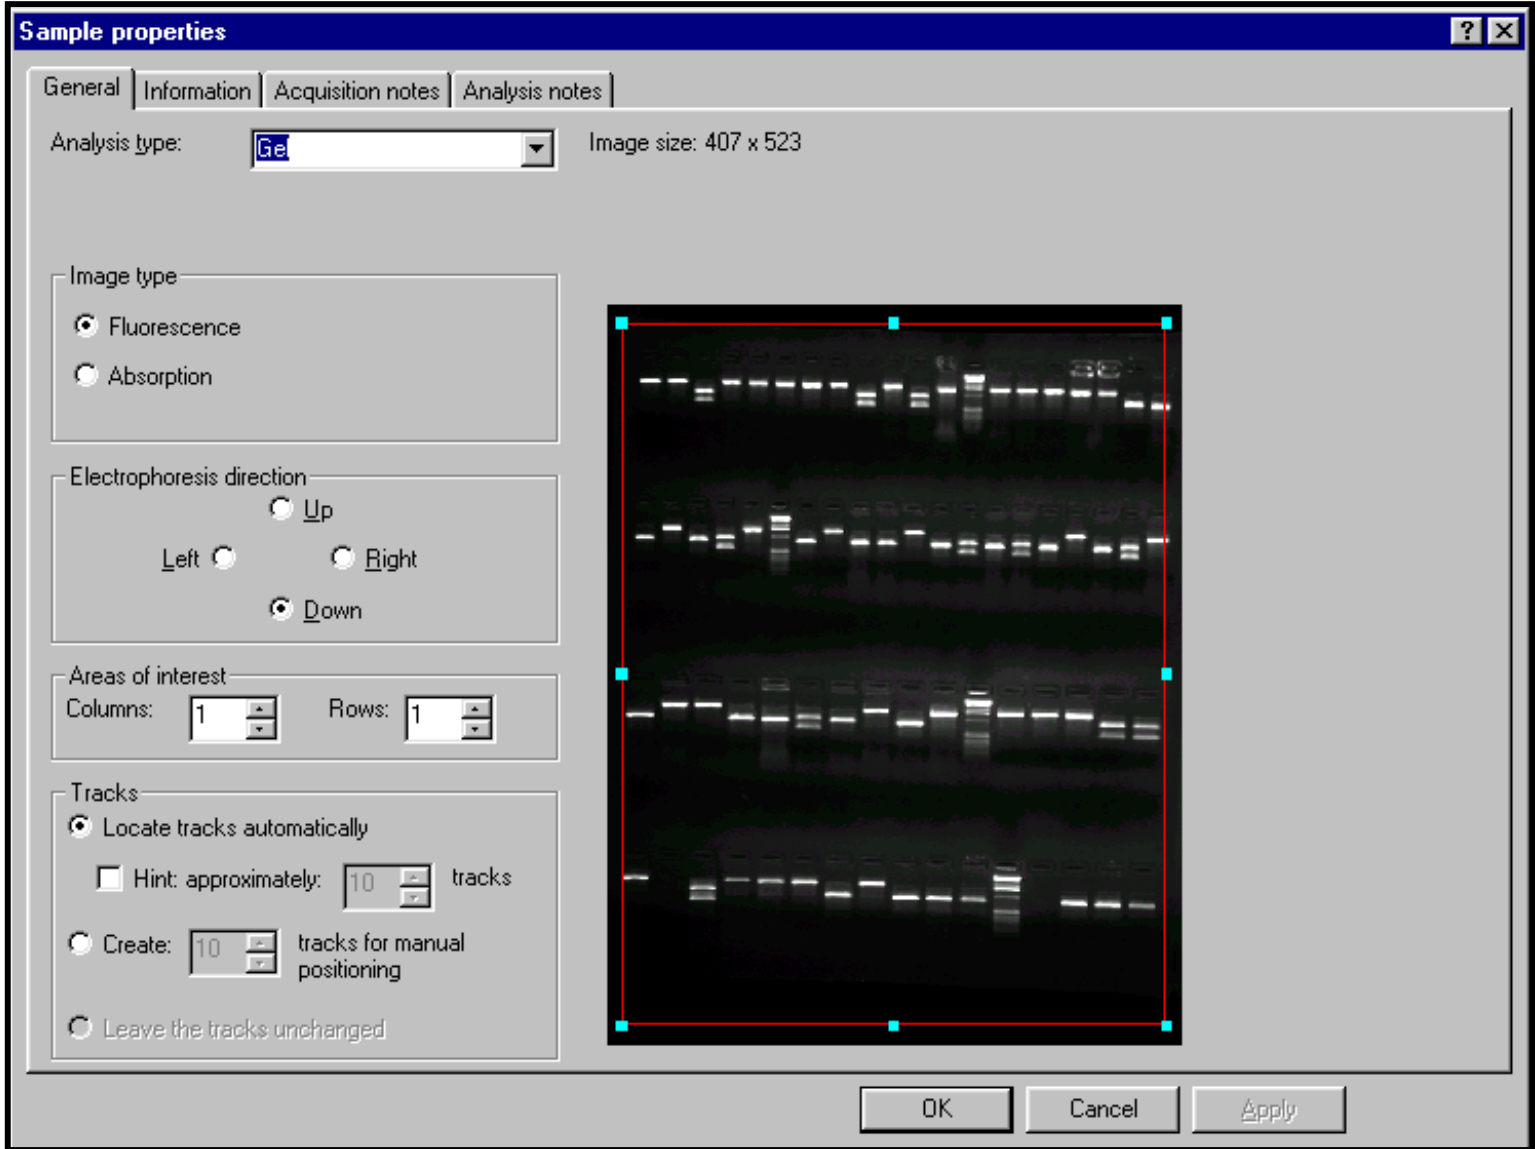 Sample properties
General Information Acquisition notes Analysis notes
Analysis type: Gel Image size: 407 x 523
Image type
Fluorescence
Absorption
Electrophoresis direction
Up
Left Right
Down
Areas of interest
Columns: 1 Rows: 1
Tracks
Locate tracks automatically
Hint: approximately: 10 tracks
Create: 10 tracks for manual
positioning
Leave the tracks unchanged
OK Cancel Apply